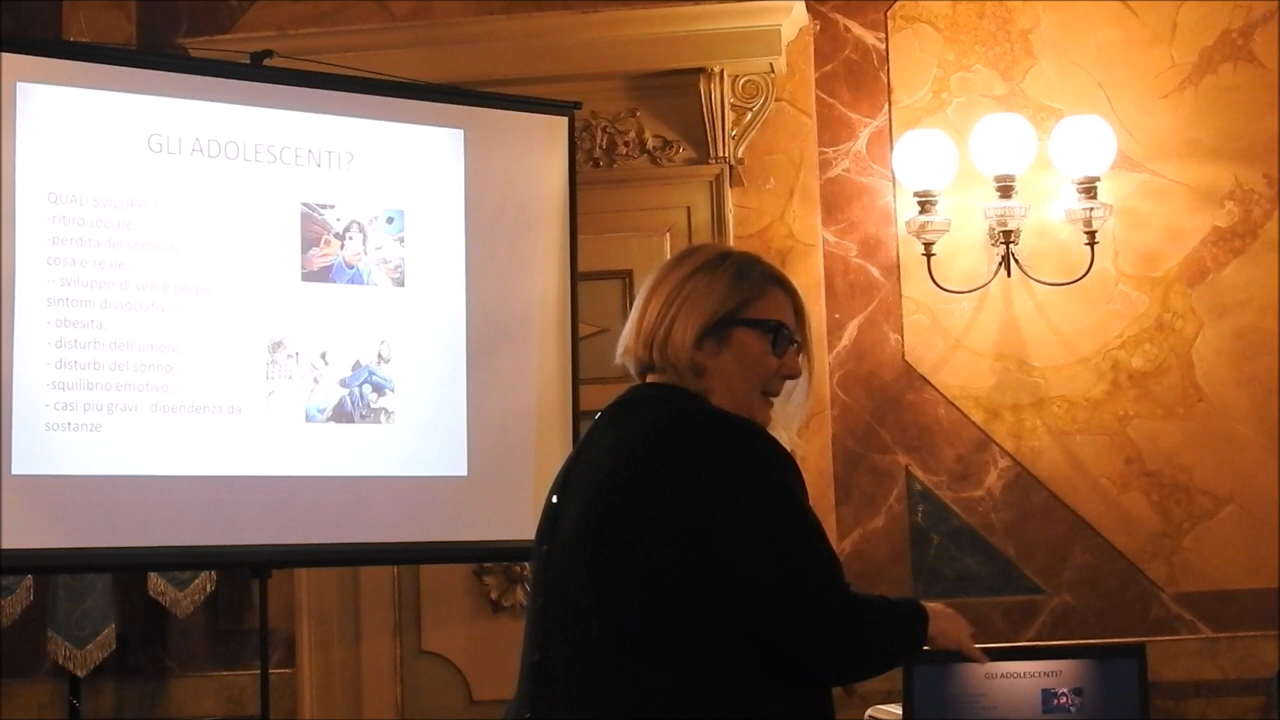 GLI ADOLESCENTI?
QUALI SVILUPPI?
-ritiro sociale,
-perdita del senso di
cosa è reale,
-- sviluppo di veri e propri
sintomi dissociativi,
- obesità,
- disturbi dell'umore,
- disturbi del sonno,
-squilibrio emotivo,
- casi più gravi: dipendenza da
sostanze
GLI ADOLESCENTI?